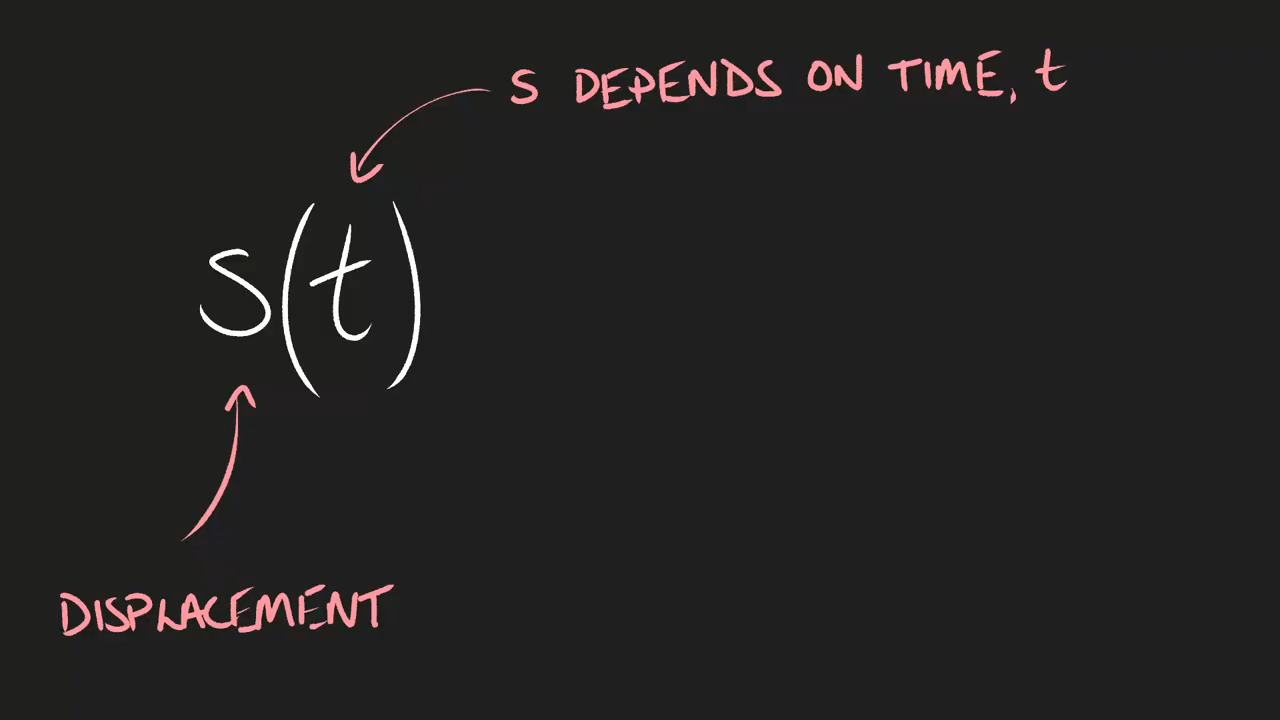 S DEPENDS ON TIME, t
s(t)
DISPLACEMENT